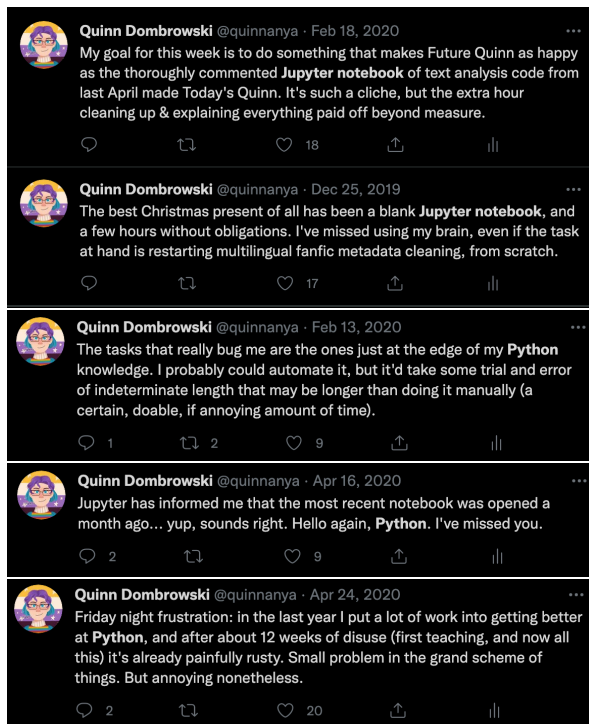 Quinn Dombrowski @quinnanya · Feb 18, 2020
My goal for this week is to do something that makes Future Quinn as happy
as the thoroughly commented Jupyter notebook of text analysis code from
last April made Today's Quinn. It's such a cliche, but the extra hour
cleaning up & explaining everything paid off beyond measure.
18
Quinn Dombrowski @quinnanya · Dec 25, 2019
The best Christmas present of all has been a blank Jupyter notebook, and
a few hours without obligations. I've missed using my brain, even if the task
at hand is restarting multilingual fanfic metadata cleaning, from scratch.
17
Quinn Dombrowski @quinnanya · Feb 13, 2020
The tasks that really bug me are the ones just at the edge of my Python
knowledge. I probably could automate it, but it'd take some trial and error
of indeterminate length that may be longer than doing it manually (a
certain, doable, if annoying amount of time).
1 2 9
Quinn Dombrowski @quinnanya · Apr 16, 2020
Jupyter has informed me that the most recent notebook was opened a
month ago... yup, sounds right. Hello again, Python. I've missed you.
2 9
Quinn Dombrowski @quinnanya · Apr 24, 2020
Friday night frustration: in the last year I put a lot of work into getting better
at Python, and after about 12 weeks of disuse (first teaching, and now all
this) it's already painfully rusty. Small problem in the grand scheme of
things. But annoying nonetheless.
2 20